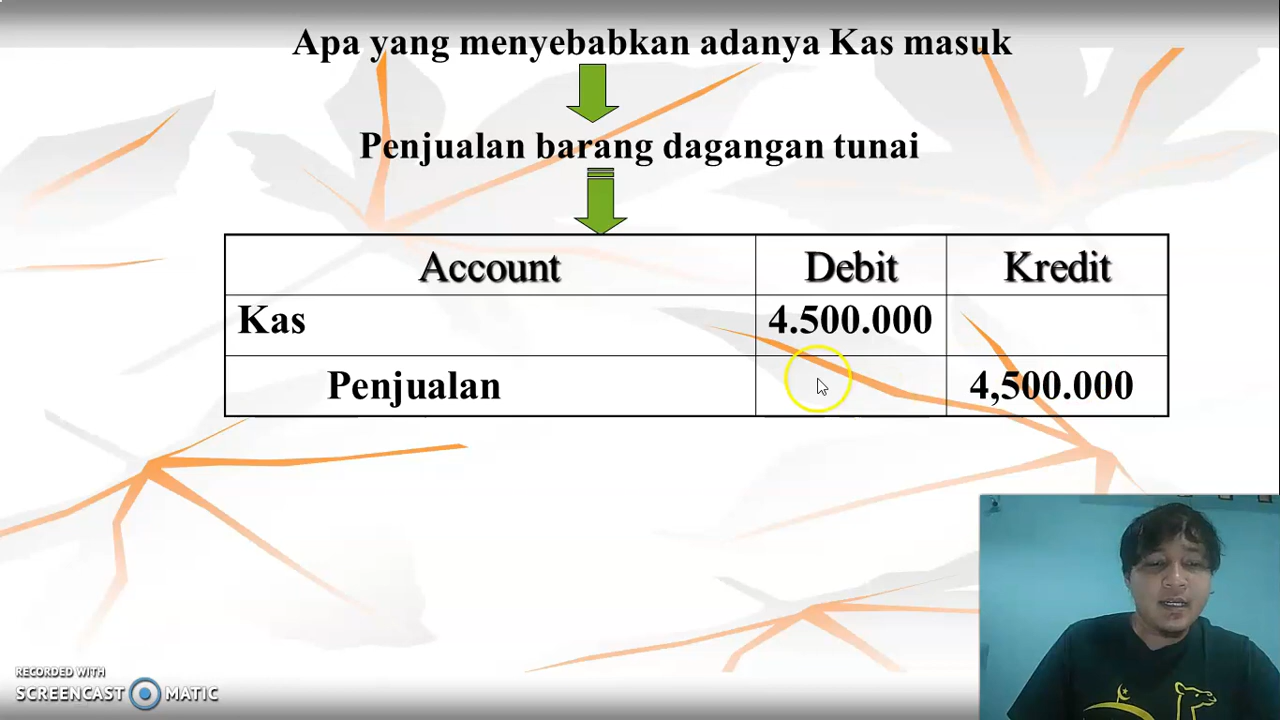 Apa yang menyebabkan adanya Kas masuk
Penjualan barang dagangan tunai
Account Debit Kredit
Kas 4.500.000
Penjualan 4,500.000
RECORDED WITH
SCREENCAST MATIC